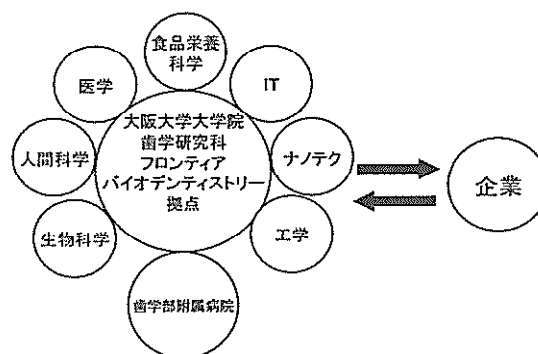 食品栄養
科学
医学
IT
大阪大学大学院
歯学研究科
フロンティア
バイオデンティストリー
拠点
人間科学
ナノテク
企業
生物科学
工学
歯学部附属病院